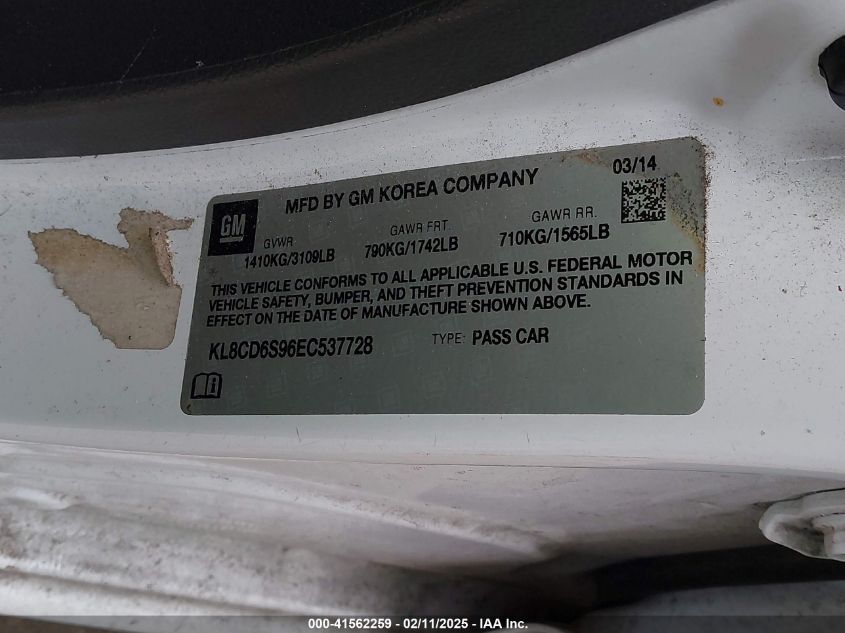 MFD BY GM KOREA COMPANY
03/14
GM
GVWR
GAWR FRT.
GAWR RR.
1410KG/3109LB
790KG/1742LB
710KG/1565LB
THIS VEHICLE CONFORMS TO ALL APPLICABLE U.S. FEDERAL MOTOR
VEHICLE SAFETY, BUMPER, AND THEFT PREVENTION STANDARDS IN
EFFECT ON THE DATE OF MANUFACTURE SHOWN ABOVE.
KL8CD6S96EC537728
TYPE: PASS CAR
000-41562259 - 02/11/2025 - IAA Inc.